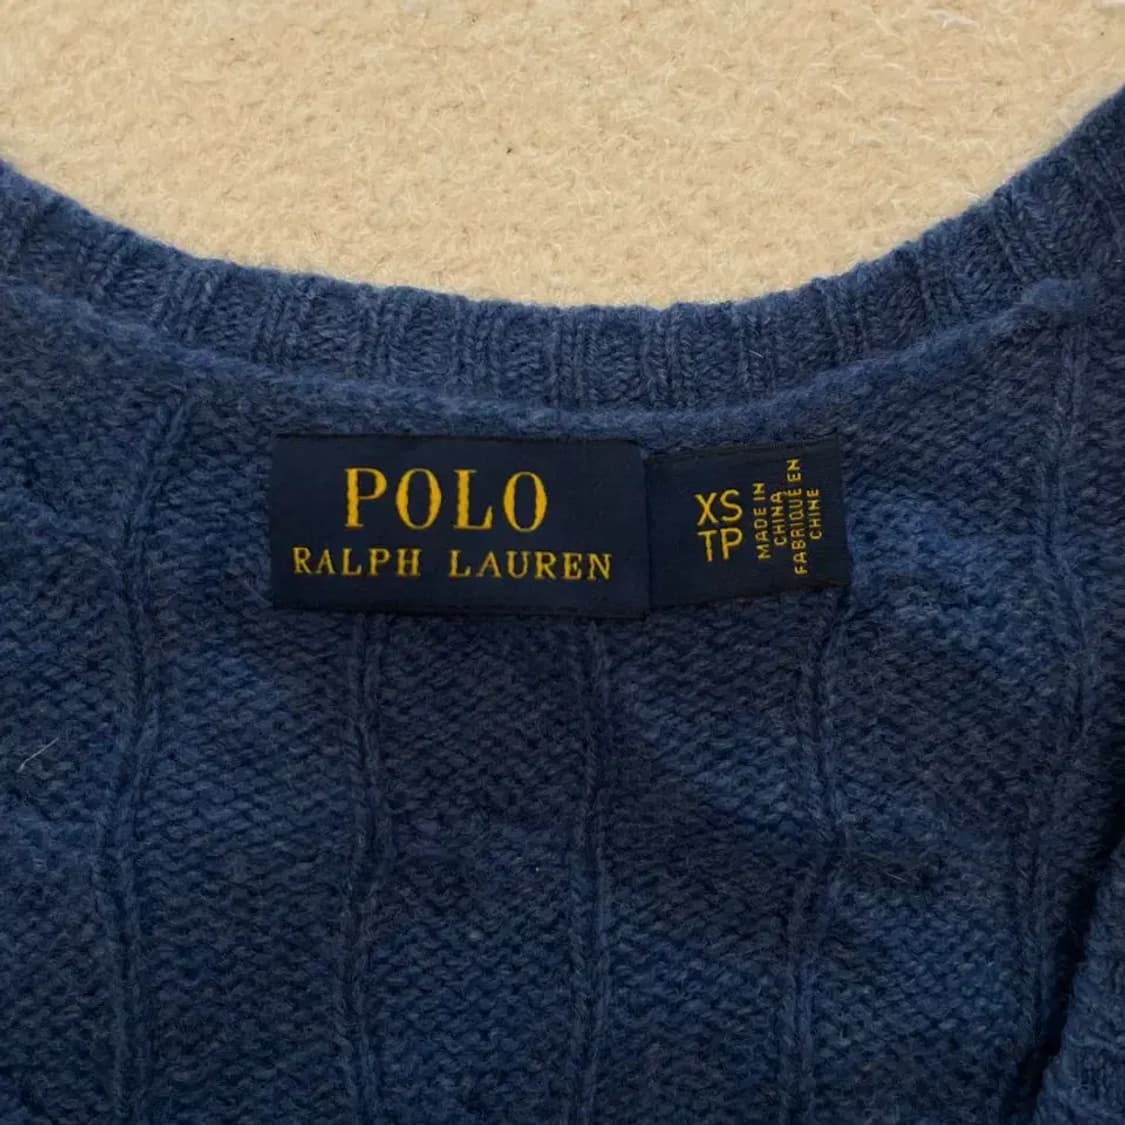 POLO
RALPH LAUREN
XS
TP
MADE IN
CHINA
FABRIQUÉ EN
CHINE